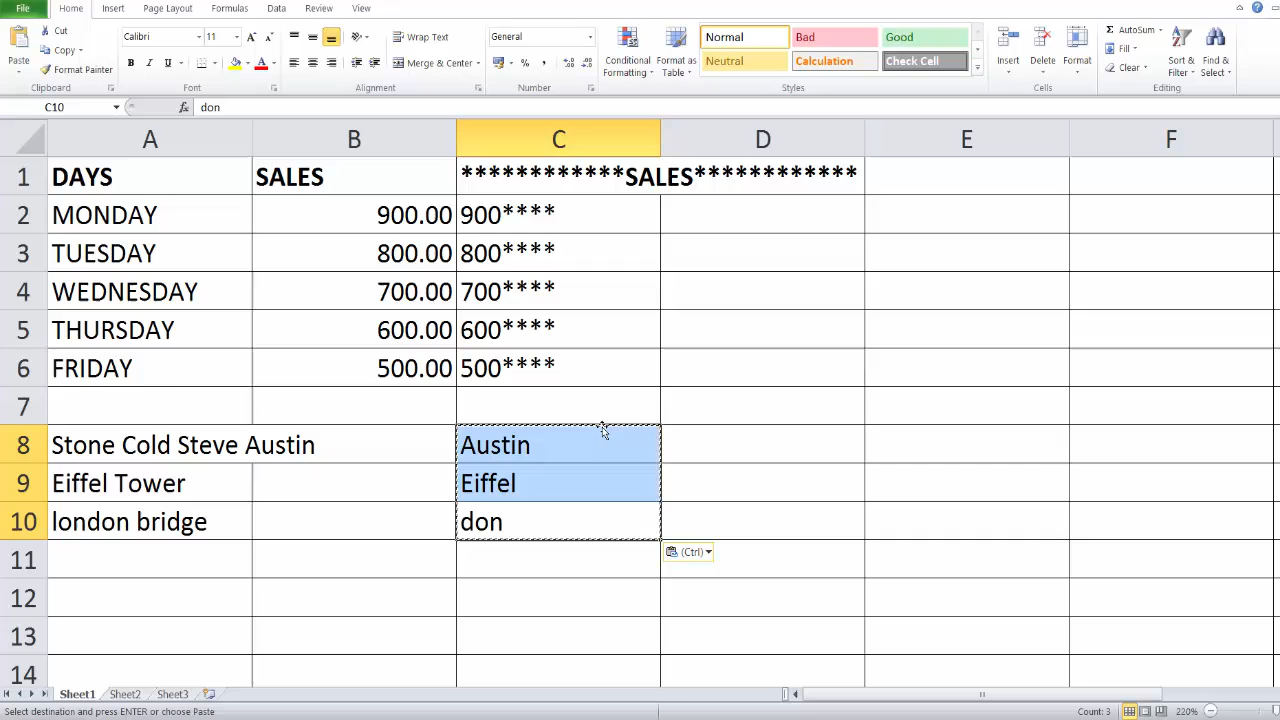 File Home Insert Page Layout Formulas Data Review View
Cut
Calibri 11 Wrap Text General Normal Bad Good AutoSum
Copy Fill
Paste Format Painter B I U A Merge & Center % , Conditional Formatting Format as Table Neutral Calculation Check Cell Insert Delete Format Clear Sort & Filter Find & Select
Clipboard Font Alignment Number Styles Cells Editing
C10 fx don
A B C D E F
1 DAYS SALES ************SALES************
2 MONDAY 900.00 900****
3 TUESDAY 800.00 800****
4 WEDNESDAY 700.00 700****
5 THURSDAY 600.00 600****
6 FRIDAY 500.00 500****
7
8 Stone Cold Steve Austin Austin
9 Eiffel Tower Eiffel
10 london bridge don
11 (Ctrl)
12
13
14
Sheet1 Sheet2 Sheet3
Select destination and press ENTER or choose Paste Count: 3 220%